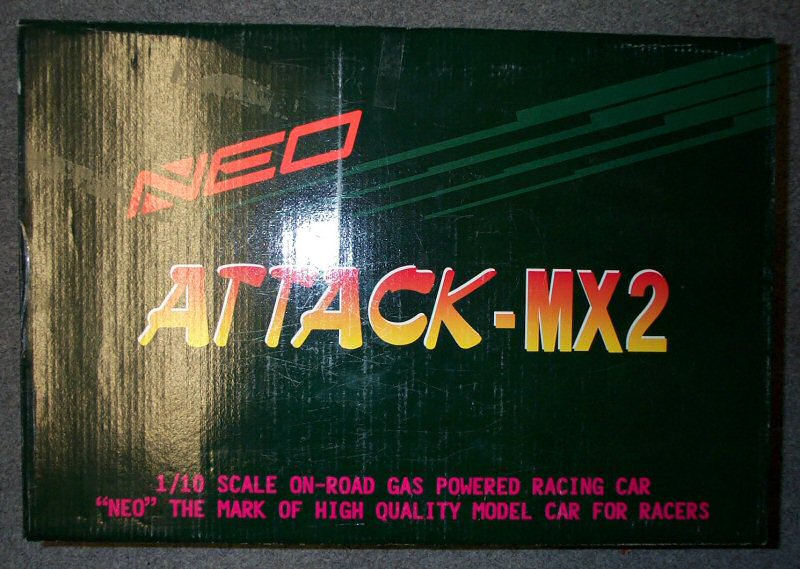 NEO
ATTACK-MX2
1/10 SCALE ON-ROAD GAS POWERED RACING CAR
“NEO” THE MARK OF HIGH QUALITY MODEL CAR FOR RACERS